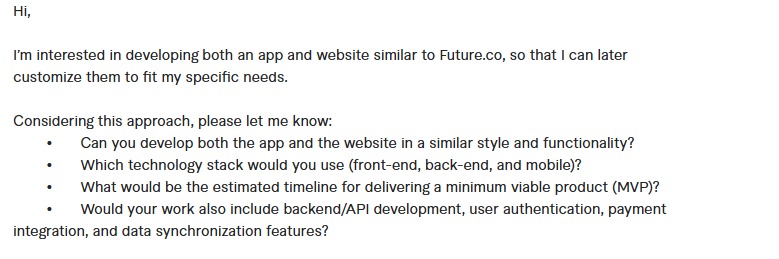 Hi,
I'm interested in developing both an app and website similar to Future.co, so that I can later
customize them to fit my specific needs.
Considering this approach, please let me know:
• Can you develop both the app and the website in a similar style and functionality?
• Which technology stack would you use (front-end, back-end, and mobile)?
• What would be the estimated timeline for delivering a minimum viable product (MVP)?
• Would your work also include backend/API development, user authentication, payment
integration, and data synchronization features?